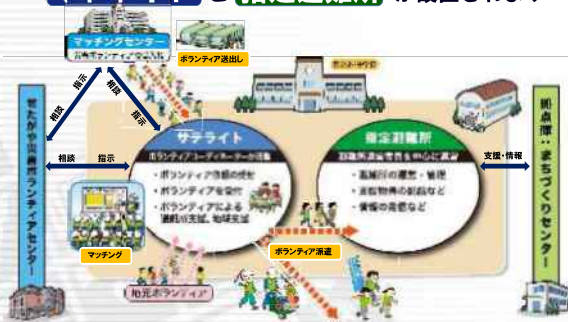 と 指定避難所 が設置されます
マッチングセンター
ボランティア送出し
相談
指示
相談
指示
せたがや災害ボランティアセンター
相談
指示
サテライト
ボランティアコーディネーターが活動
・ボランティア依頼の受付
・ボランティアを受付
・ボランティアによる
避難所支援、地域支援
指定避難所
避難所運営委員を中心に運営
・避難所の運営・管理
・支援物資の配給など
・情報の発信など
支援・情報
拠点隊：まちづくりセンター
マッチング
ボランティア派遣
地元ボランティア